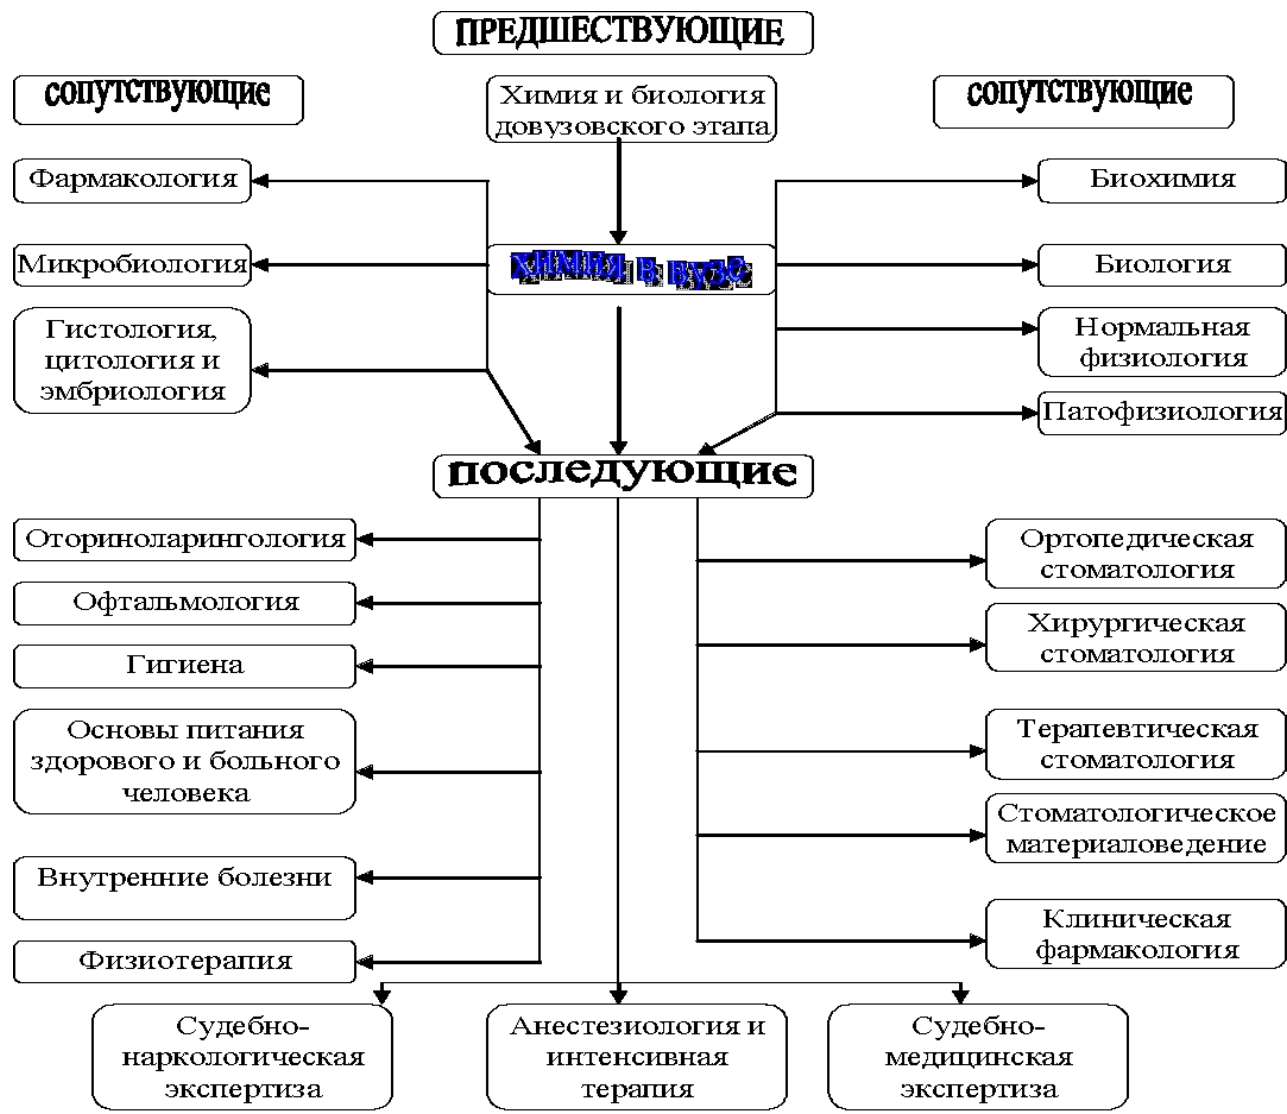 ПРЕДШЕСТВУЮЩИЕ
сопутствующие
Химия и биология
довузовского этапа
сопутствующие
Фармакология
Биохимия
Микробиология
ХИМИЯ В ВУЗЕ
Биология
Гистология,
цитология и
эмбриология
Нормальная
физиология
Патофизиология
последующие
Оториноларингология
Ортопедическая
стоматология
Офтальмология
Хирургическая
стоматология
Гигиена
Основы питания
здорового и больного
человека
Терапевтическая
стоматология
Стоматологическое
материаловедение
Внутренние болезни
Клиническая
фармакология
Физиотерапия
Судебно-
наркологическая
экспертиза
Анестезиология и
интенсивная
терапия
Судебно-
медицинская
экспертиза